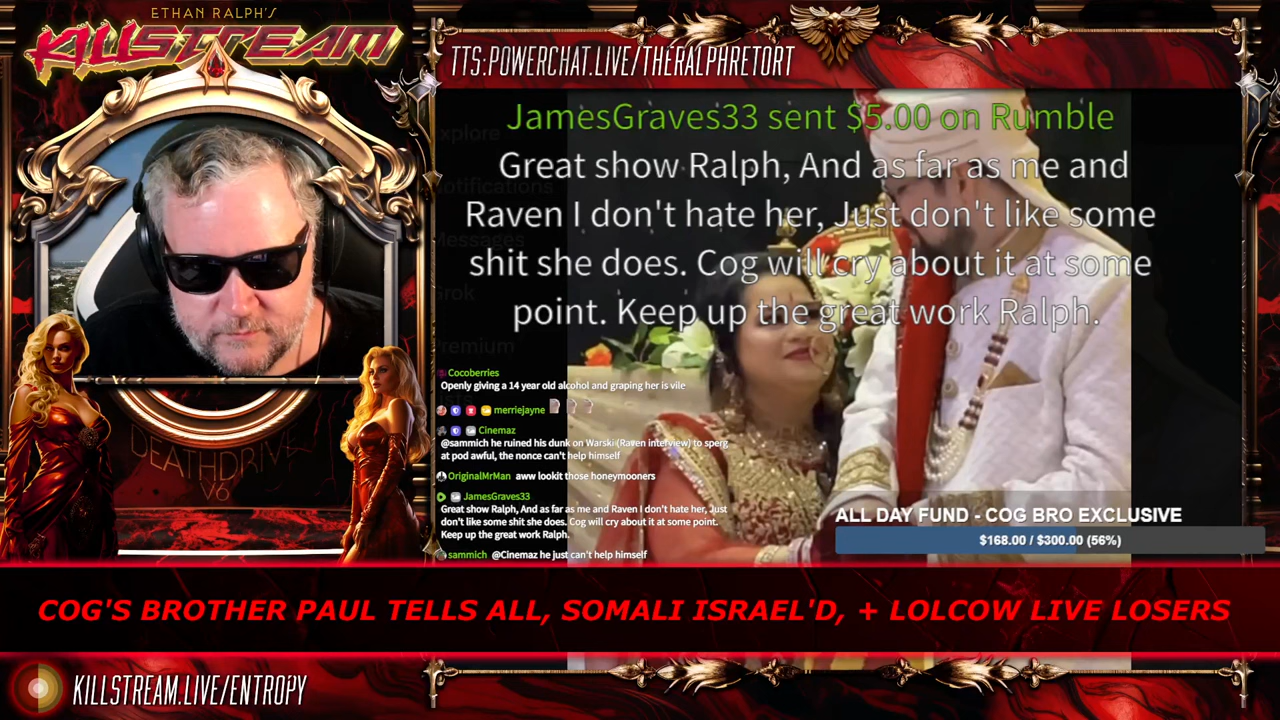 ETHAN RALPH'S
KILLSTREAM
TTS:POWERCHAT.LIVE/THERALPHRETORT
JamesGraves33 sent $5.00 on Rumble
Great show Ralph, And as far as me and
Raven I don't hate her, Just don't like some
shit she does. Cog will cry about it at some
point. Keep up the great work Ralph.
Explore
Notifications
Messages
Grok
Premium
Cocoberries
Openly giving a 14 year old alcohol and graping her is vile
merriejayne
Cinemaz
@sammich he ruined his dunk on Warski (Raven interview) to sperg
at pod awful, the nonce can't help himself
OriginalMrMan aww lookit those honeymooners
JamesGraves33
Great show Ralph, And as far as me and Raven I don't hate her, Just
don't like some shit she does. Cog will cry about it at some point.
Keep up the great work Ralph.
sammich @Cinemaz he just can't help himself
ALL DAY FUND - COG BRO EXCLUSIVE
$168.00 / $300.00 (56%)
DEATHDRIVE
V6
COG'S BROTHER PAUL TELLS ALL, SOMALI ISRAEL'D, + LOLCOW LIVE LOSERS
KILLSTREAM.LIVE/ENTROPY